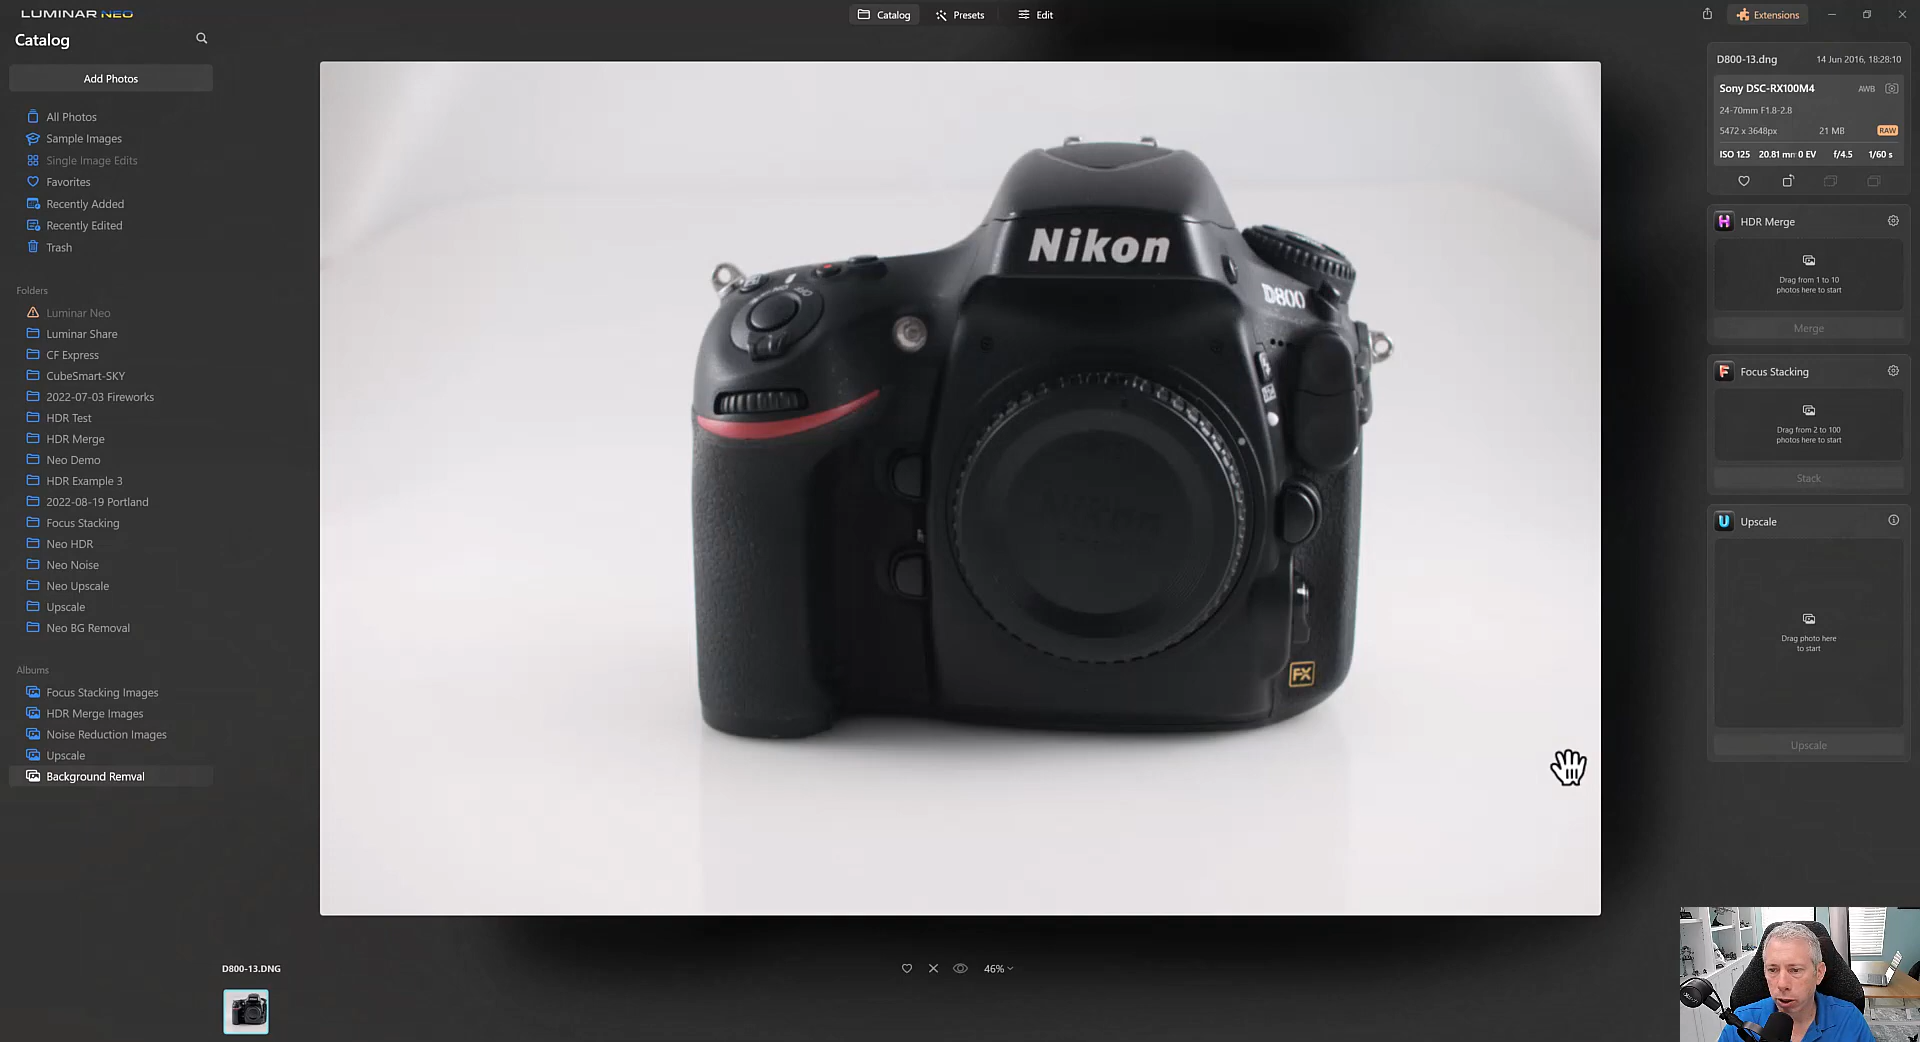 LUMINAR NEO
Catalog
Presets
Edit
Extensions
Catalog
Add Photos
All Photos
Sample Images
Single Image Edits
Favorites
Recently Added
Recently Edited
Trash
Folders
Luminar Neo
Luminar Share
CF Express
CubeSmart-SKY
2022-07-03 Fireworks
HDR Test
HDR Merge
Neo Demo
HDR Example 3
2022-08-19 Portland
Focus Stacking
Neo HDR
Neo Noise
Neo Upscale
Upscale
Neo BG Removal
Albums
Focus Stacking Images
HDR Merge Images
Noise Reduction Images
Upscale
Background Remval
Nikon
D800
OFF ON
FX
D800-13.DNG
46%
D800-13.dng 14 Jun 2016, 18:28:10
Sony DSC-RX100M4 AWB
24-70mm F1.8-2.8
5472 x 3648px 21 MB RAW
ISO 125 20.81 mm 0 EV f/4.5 1/60 s
HDR Merge
Drag from 1 to 10
photos here to start
Merge
Focus Stacking
Drag from 2 to 100
photos here to start
Stack
Upscale
Drag photo here
to start
Upscale